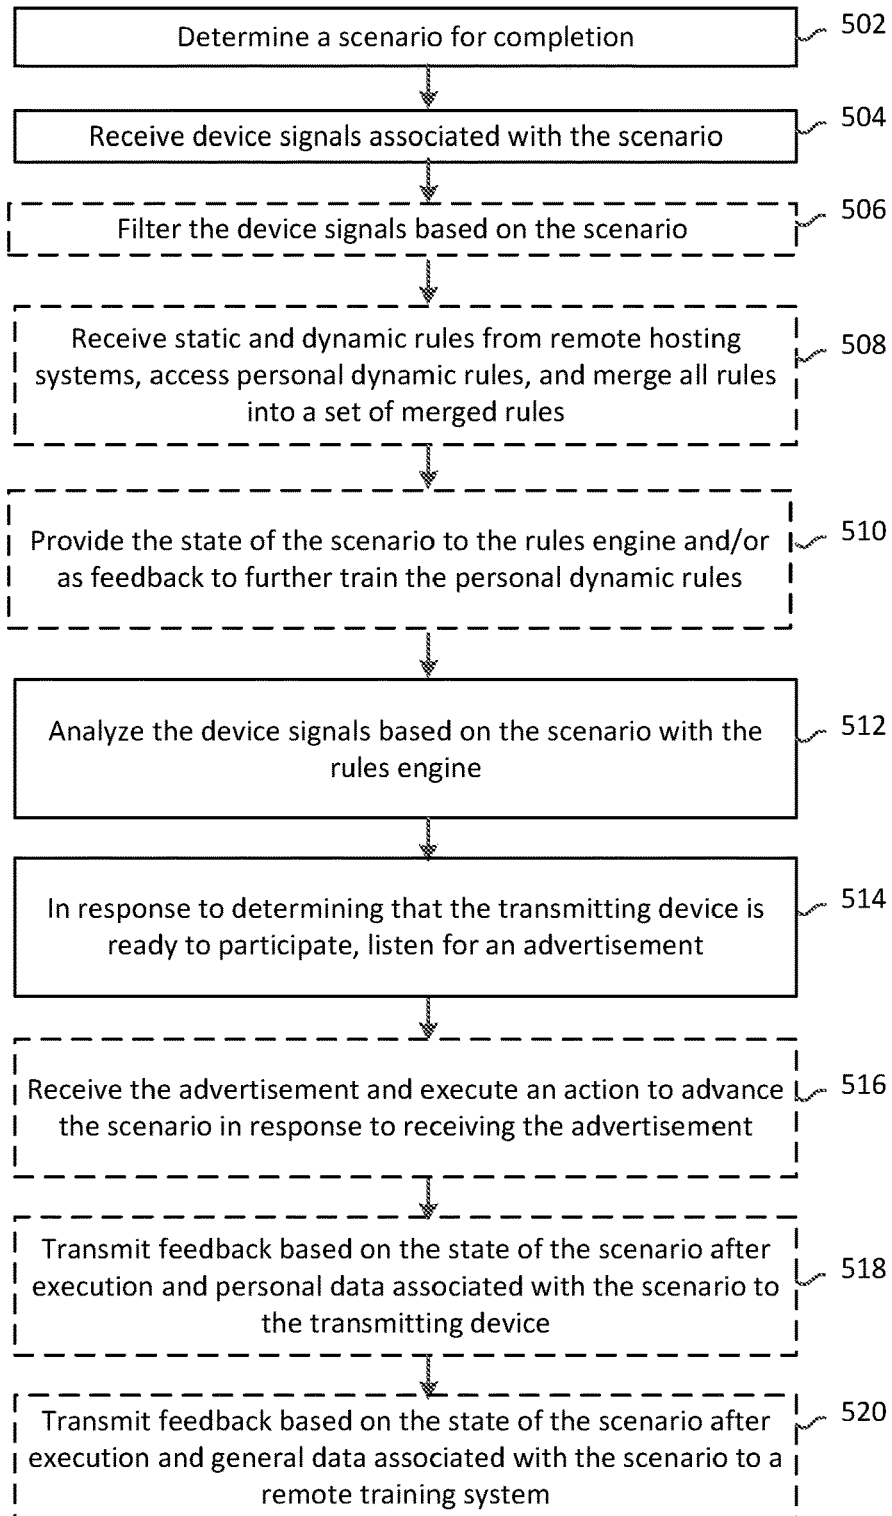 Determine a scenario for completion
502
Receive device signals associated with the scenario
504
Filter the device signals based on the scenario
506
Receive static and dynamic rules from remote hosting
systems, access personal dynamic rules, and merge all rules
into a set of merged rules
508
Provide the state of the scenario to the rules engine and/or
as feedback to further train the personal dynamic rules
510
Analyze the device signals based on the scenario with the
rules engine
512
In response to determining that the transmitting device is
ready to participate, listen for an advertisement
514
Receive the advertisement and execute an action to advance
the scenario in response to receiving the advertisement
516
Transmit feedback based on the state of the scenario after
execution and personal data associated with the scenario to
the transmitting device
518
Transmit feedback based on the state of the scenario after
execution and general data associated with the scenario to a
remote training system
520